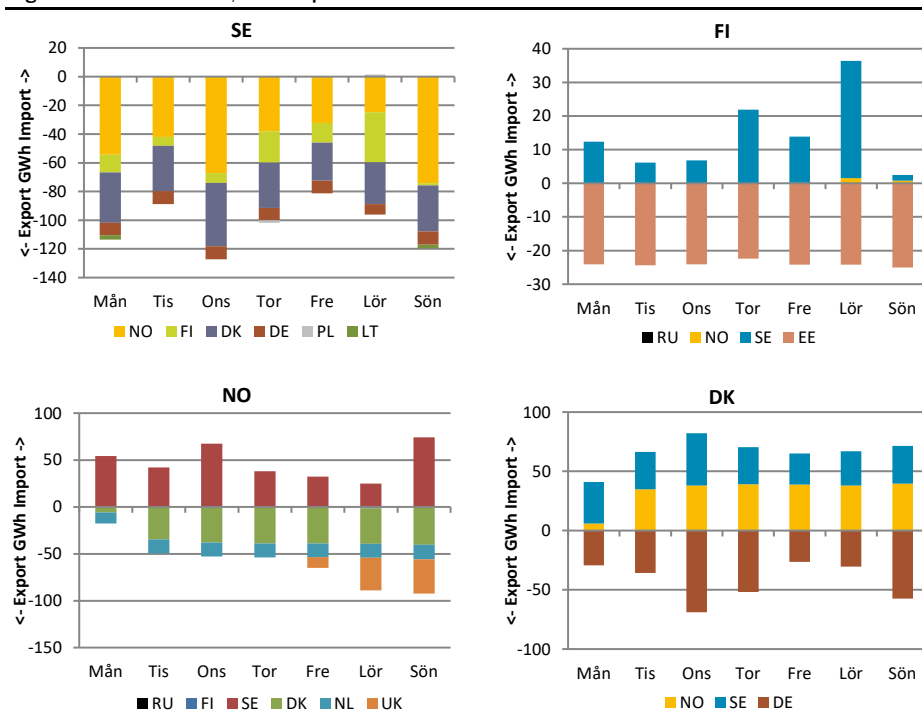 SE
20
0
-20
-40
-60
-80
-100
-120
-140
<- Export GWh Import ->
Mån Tis Ons Tor Fre Lör Sön
NO FI DK DE PL LT
FI
40
30
20
10
0
-10
-20
-30
<- Export GWh Import ->
Mån Tis Ons Tor Fre Lör Sön
RU NO SE EE
NO
100
50
0
-50
-100
-150
<- Export GWh Import ->
Mån Tis Ons Tor Fre Lör Sön
RU FI SE DK NL UK
DK
100
50
0
-50
-100
<- Export GWh Import ->
Mån Tis Ons Tor Fre Lör Sön
NO SE DE